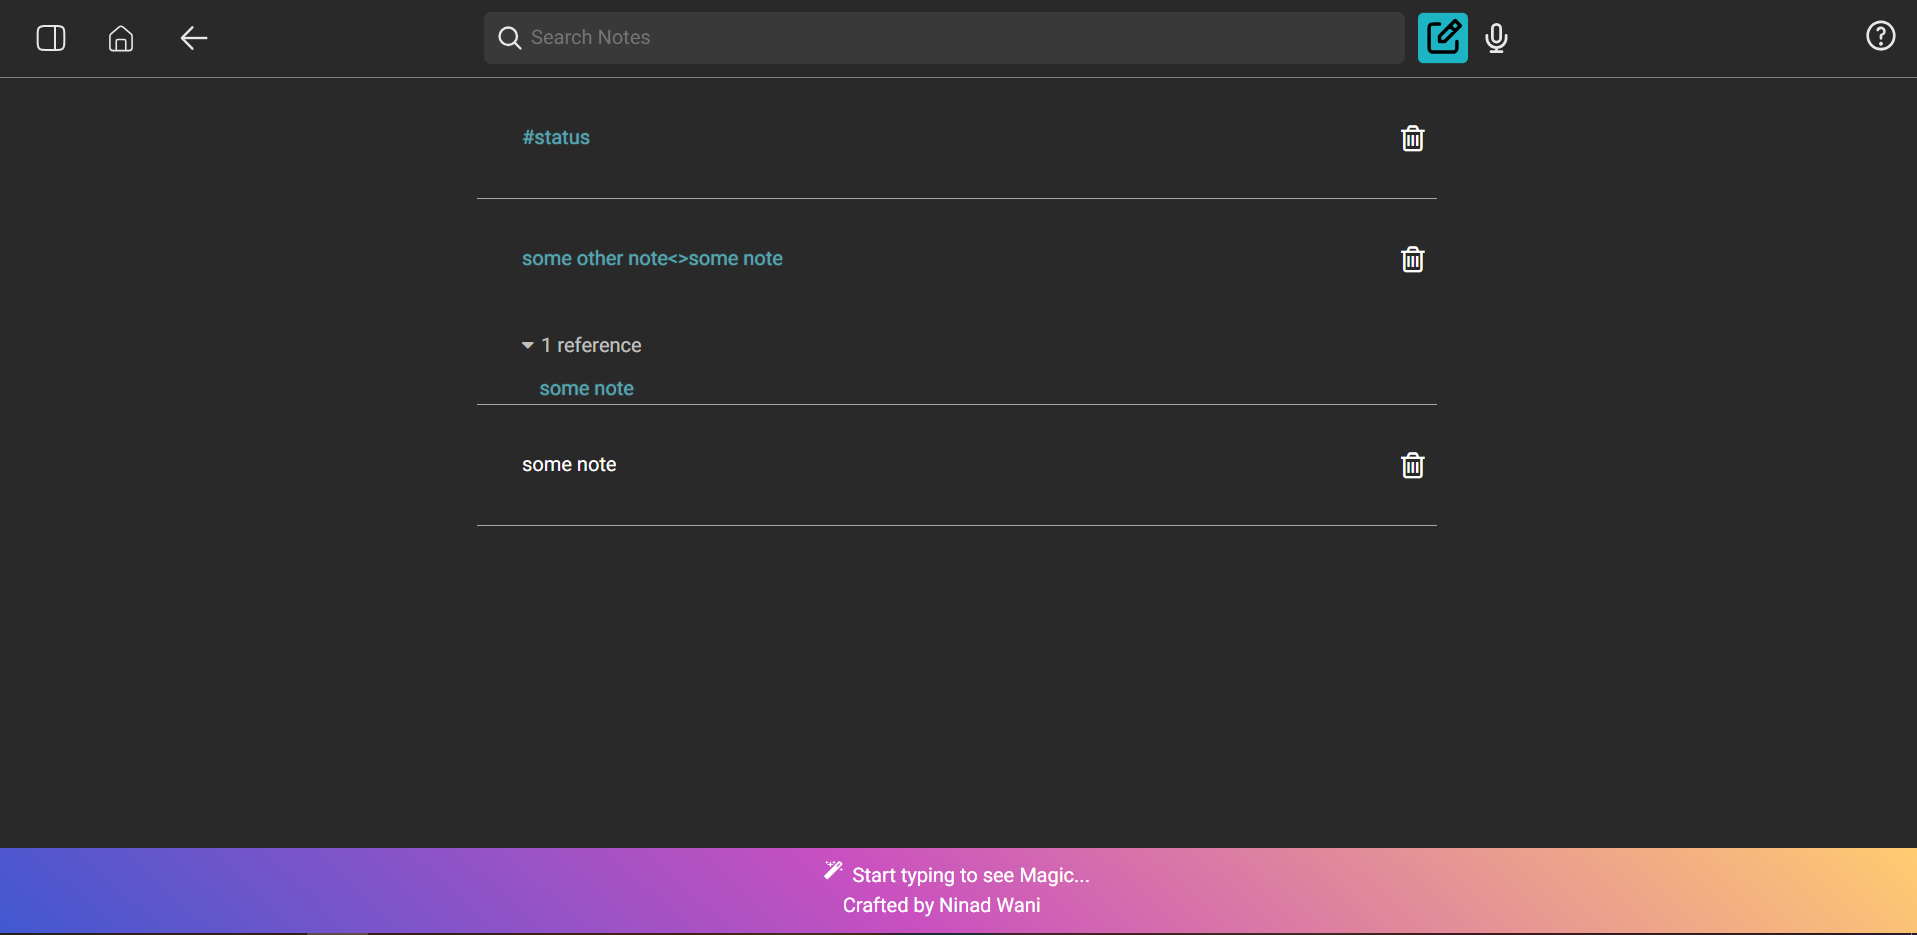 Search Notes
#status
some other note<>some note
1 reference
some note
some note
Start typing to see Magic...
Crafted by Ninad Wani